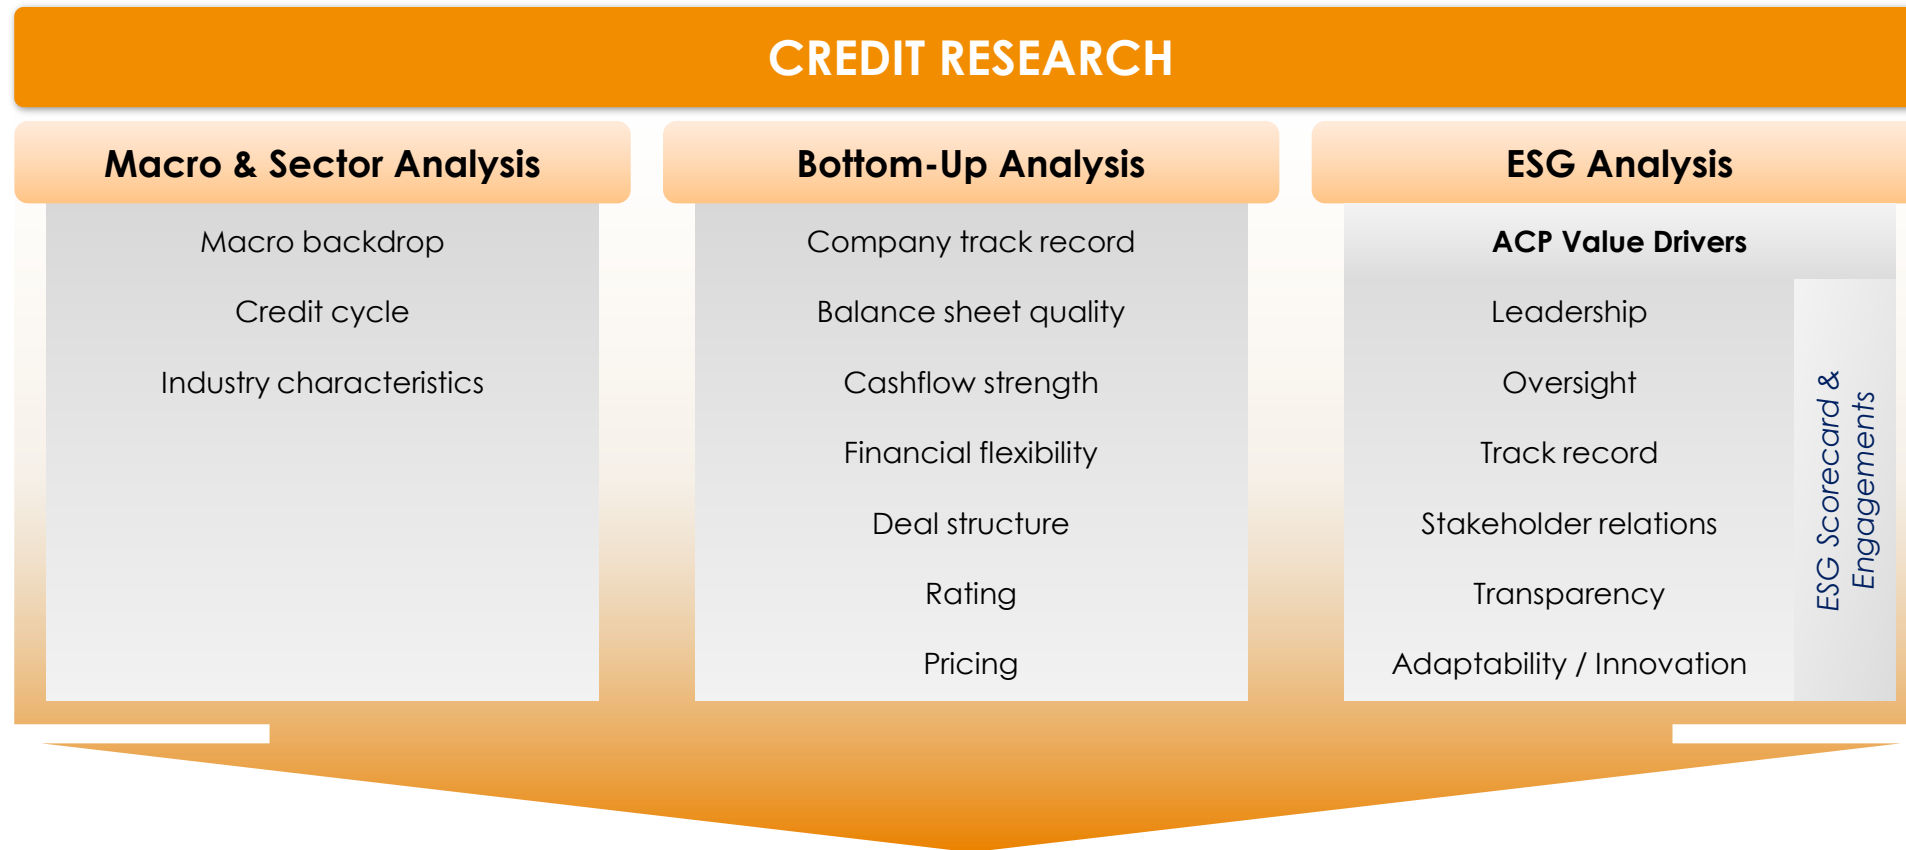 CREDIT RESEARCH
Macro & Sector Analysis
Macro backdrop
Credit cycle
Industry characteristics
Bottom-Up Analysis
Company track record
Balance sheet quality
Cashflow strength
Financial flexibility
Deal structure
Rating
Pricing
ESG Analysis
ACP Value Drivers
Leadership
Oversight
Track record
Stakeholder relations
Transparency
Adaptability / Innovation
ESG Scorecard &
Engagements